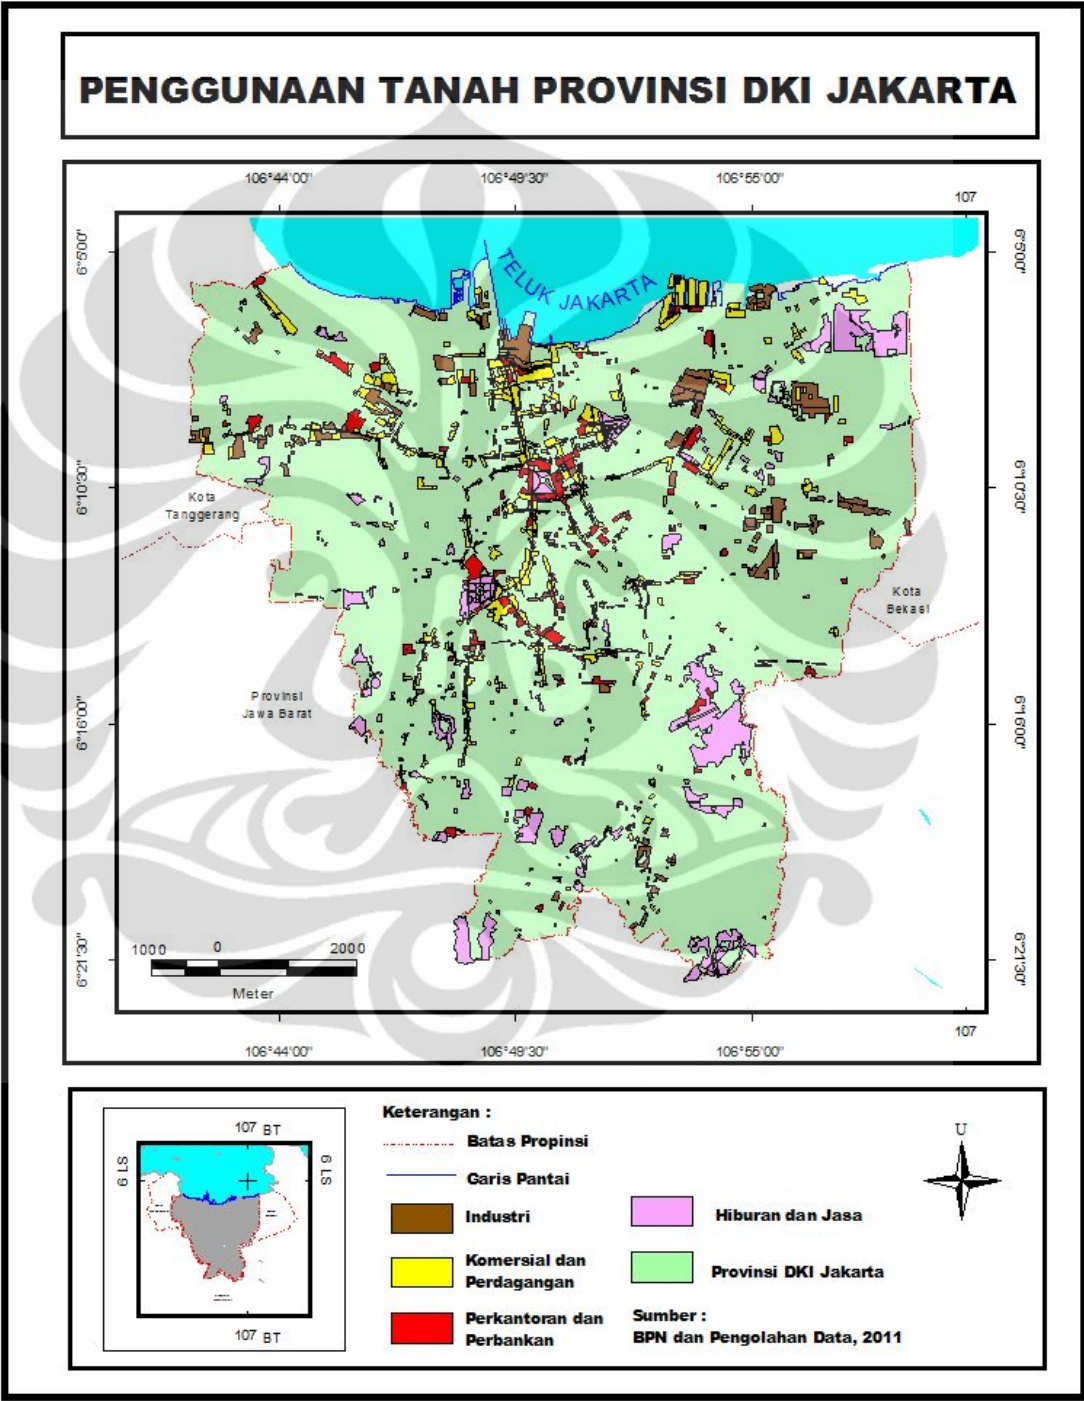 PENGGUNAAN TANAH PROVINSI DKI JAKARTA
106°44'00" 106°49'30" 106°55'00" 107
6°5'00" 6°5'00"
TELUK JAKARTA
6°10'30" 6°10'30"
Kota
Tanggerang
Kota
Bekasi
Provinsi
Jawa Barat
6°16'00" 6°16'00"
6°21'30" 6°21'30"
1000 0 2000
Meter
106°44'00" 106°49'30" 106°55'00" 107
107 BT
6 LS 6 LS
107 BT
Keterangan :
Batas Propinsi
Garis Pantai
Industri
Komersial dan
Perdagangan
Perkantoran dan
Perbankan
Hiburan dan Jasa
Provinsi DKI Jakarta
Sumber :
BPN dan Pengolahan Data, 2011
U